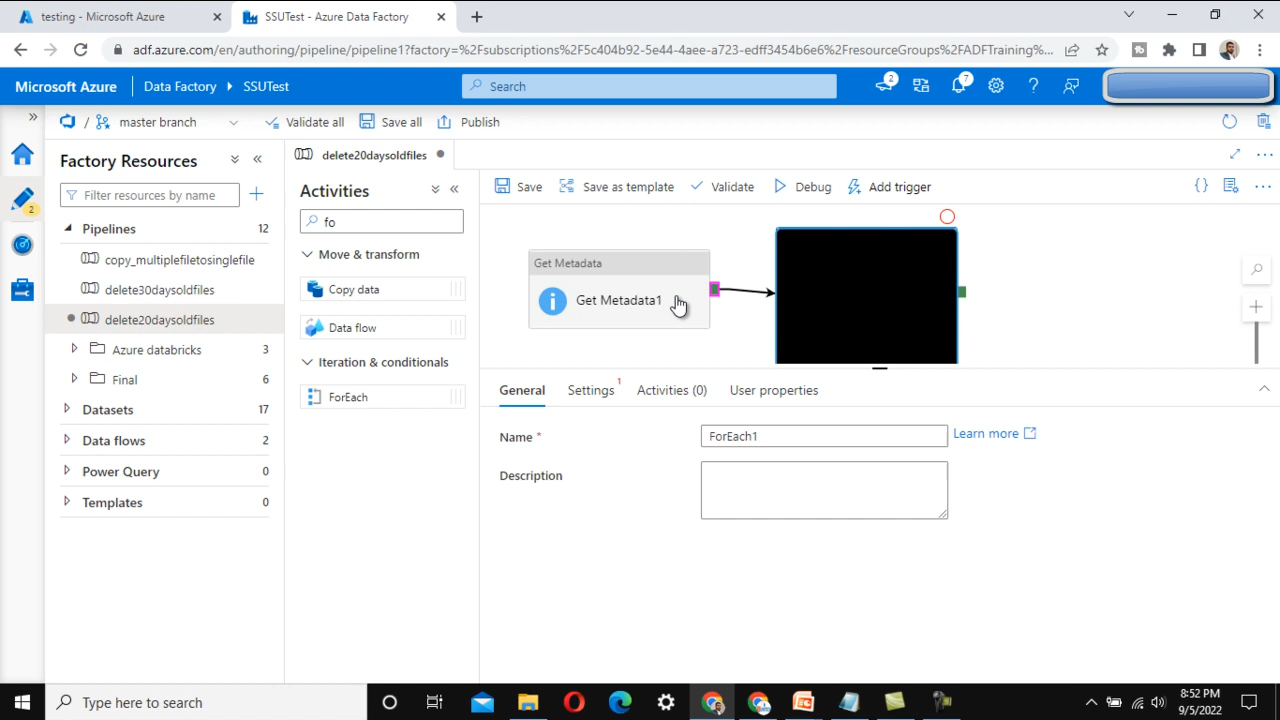 testing - Microsoft Azure
SSUTest - Azure Data Factory
adf.azure.com/en/authoring/pipeline/pipeline1?factory=%2Fsubscriptions%2F5c404b92-5e44-4aee-a723-edff3454b6e6%2FresourceGroups%2FADFTraining%...
Microsoft Azure
Data Factory
SSUTest
Search
2
7
/
master branch
Validate all
Save all
Publish
Factory Resources
2
Filter resources by name
Pipelines
12
copy_multiplefiletosinglefile
delete30daysoldfiles
delete20daysoldfiles
Azure databricks
3
Final
6
Datasets
17
Data flows
2
Power Query
0
Templates
0
delete20daysoldfiles
Activities
fo
Move & transform
Copy data
Data flow
Iteration & conditionals
ForEach
Save
Save as template
Validate
Debug
Add trigger
Get Metadata
Get Metadata1
General
Settings 1
Activities (0)
User properties
Name *
ForEach1
Learn more
Description
Type here to search
8:52 PM
9/5/2022